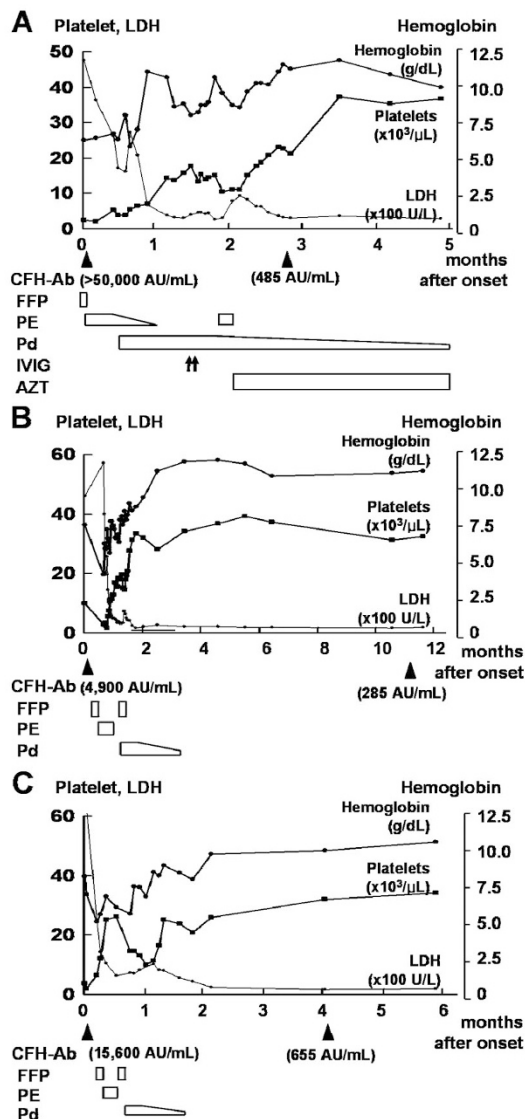 A
Platelet, LDH Hemoglobin
50 12.5
Hemoglobin
(g/dL)
40 10.0
30 7.5
Platelets
(x10³/μL)
20 5.0
10 2.5
LDH
(x100 U/L)
0 0
0 1 2 3 4 5
months
after onset
CFH-Ab (>50,000 AU/mL) (485 AU/mL)
FFP
PE
Pd
IVIG
AZT
B
Platelet, LDH Hemoglobin
Hemoglobin
(g/dL)
60 12.5
10.0
40 Platelets
(x10³/μL)
7.5
20 5.0
LDH
(x100 U/L)
2.5
0 0
0 2 4 6 8 10 12
months
after onset
CFH-Ab (4,900 AU/mL) (285 AU/mL)
FFP
PE
Pd
C
Platelet, LDH Hemoglobin
Hemoglobin
(g/dL)
60 12.5
10.0
40 Platelets
(x10³/μL)
7.5
20 5.0
LDH
(x100 U/L)
2.5
0 0
0 1 2 3 4 5 6
months
after onset
CFH-Ab (15,600 AU/mL) (655 AU/mL)
FFP
PE
Pd